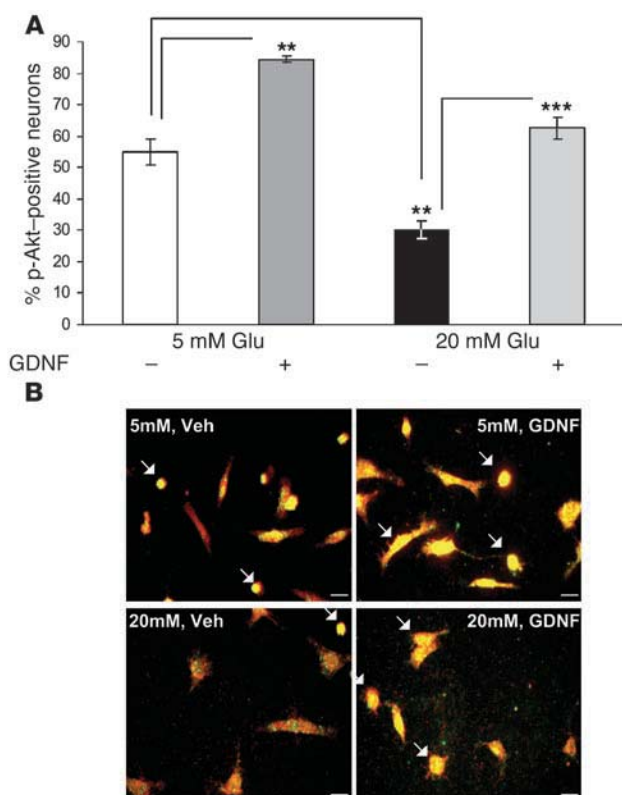 A
% p-Akt–positive neurons
90
80
70
60
50
40
30
20
10
0
**
**
***
5 mM Glu
20 mM Glu
GDNF – + – +
B
5mM, Veh
5mM, GDNF
20mM, Veh
20mM, GDNF